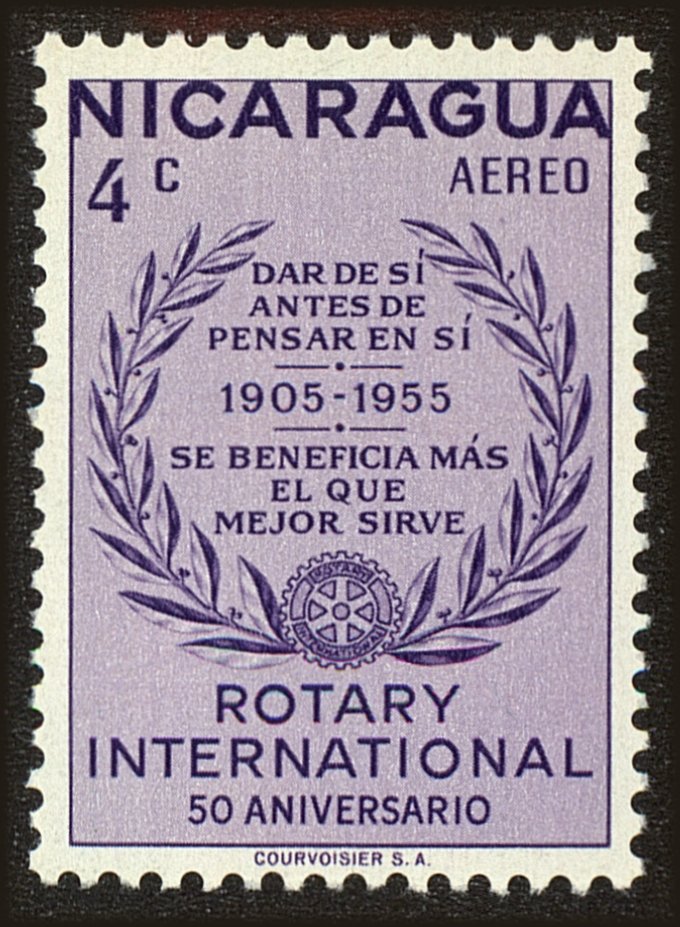 NICARAGUA
4 C AEREO
DAR DE SÍ
ANTES DE
PENSAR EN SÍ
1905-1955
SE BENEFICIA MÁS
EL QUE
MEJOR SIRVE
ROTARY
INTERNATIONAL
ROTARY
INTERNATIONAL
50 ANIVERSARIO
COURVOISIER S. A.